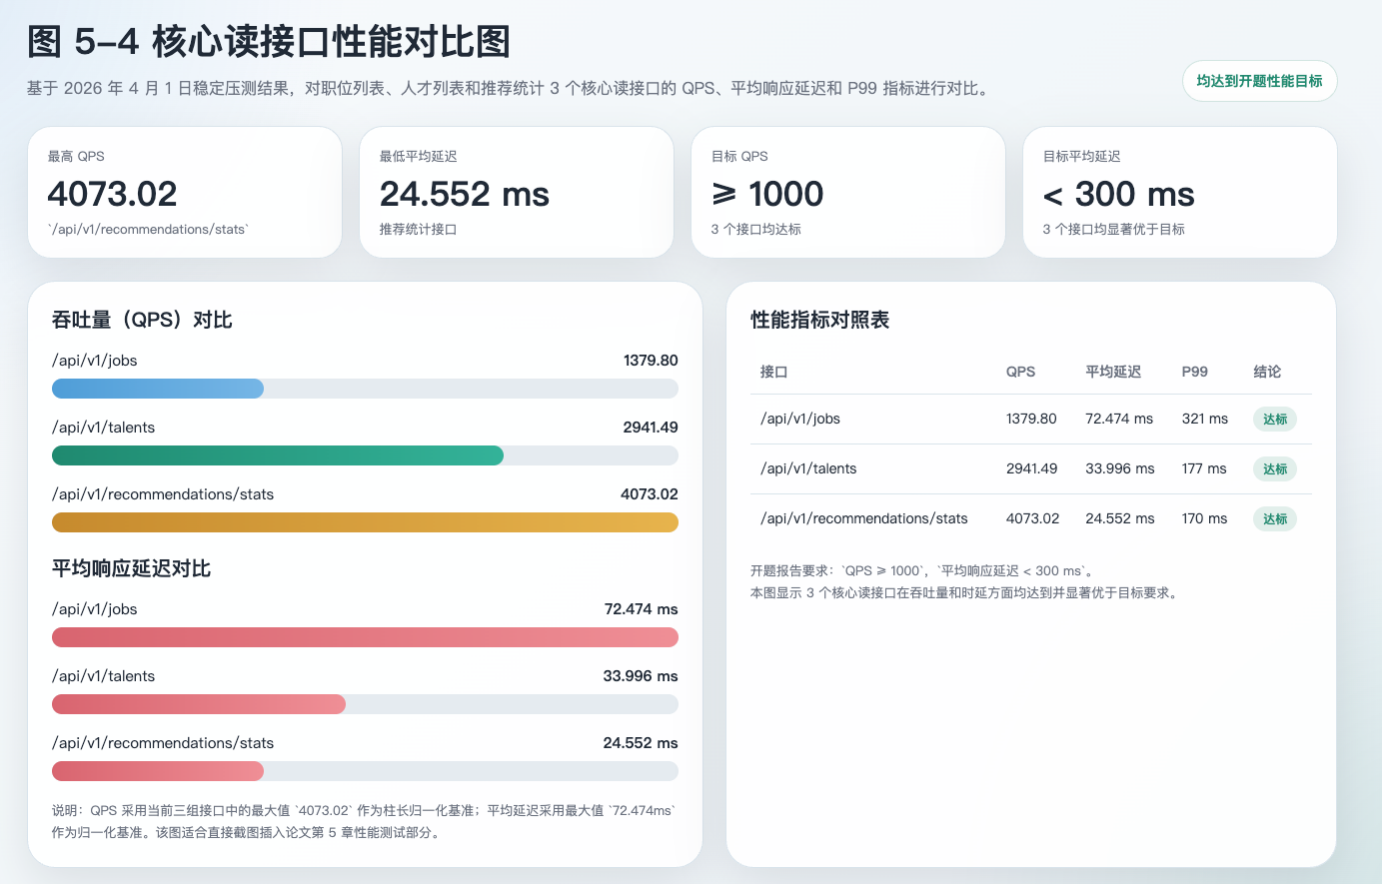 图 5-4 核心读接口性能对比图
基于 2026 年 4 月 1 日稳定压测结果，对职位列表、人才列表和推荐统计 3 个核心读接口的 QPS、平均响应延迟和 P99 指标进行对比。
均达到开题性能目标
最高 QPS
4073.02
`/api/v1/recommendations/stats`
最低平均延迟
24.552 ms
推荐统计接口
目标 QPS
≥ 1000
3 个接口均达标
目标平均延迟
< 300 ms
3 个接口均显著优于目标
吞吐量（QPS）对比
/api/v1/jobs 1379.80
/api/v1/talents 2941.49
/api/v1/recommendations/stats 4073.02
平均响应延迟对比
/api/v1/jobs 72.474 ms
/api/v1/talents 33.996 ms
/api/v1/recommendations/stats 24.552 ms
说明：QPS 采用当前三组接口中的最大值 `4073.02` 作为柱长归一化基准；平均延迟采用最大值 `72.474ms`
作为归一化基准。该图适合直接截图插入论文第 5 章性能测试部分。
性能指标对照表
接口 QPS 平均延迟 P99 结论
/api/v1/jobs 1379.80 72.474 ms 321 ms 达标
/api/v1/talents 2941.49 33.996 ms 177 ms 达标
/api/v1/recommendations/stats 4073.02 24.552 ms 170 ms 达标
开题报告要求：`QPS ≥ 1000`，`平均响应延迟 < 300 ms`。
本图显示 3 个核心读接口在吞吐量和时延方面均达到并显著优于目标要求。